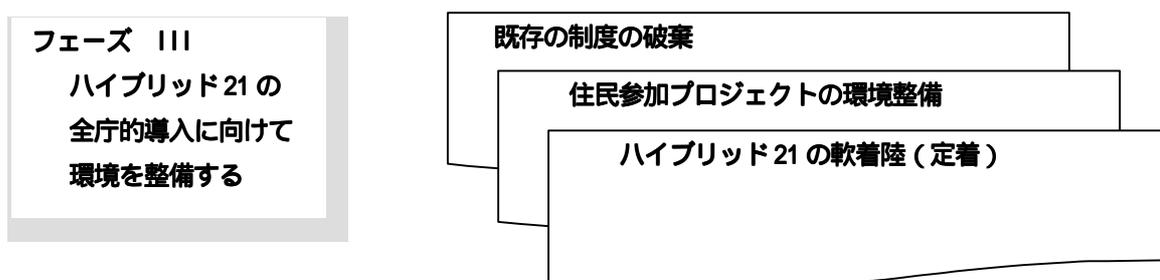 フェーズ　III
ハイブリッド21の
全庁的導入に向けて
環境を整備する
既存の制度の破棄
住民参加プロジェクトの環境整備
ハイブリッド21の軟着陸(定着)